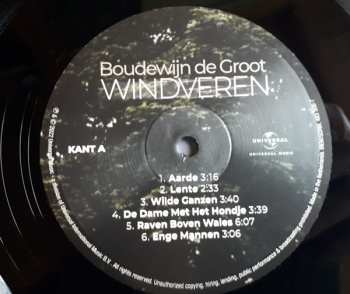 Boudewijn de Groot
WINDVEREN
KANT A
UNIVERSAL
UNIVERSAL MUSIC
1. Aarde 3:16
2. Lente 2:33
3. Wilde Ganzen 3:40
4. De Dame Met Het Hondje 3:39
5. Raven Boven Wales 6:07
6. Enge Mannen 3:06
All rights reserved. Unauthorized copying, hiring, lending, public performance & broadcasting prohibited.